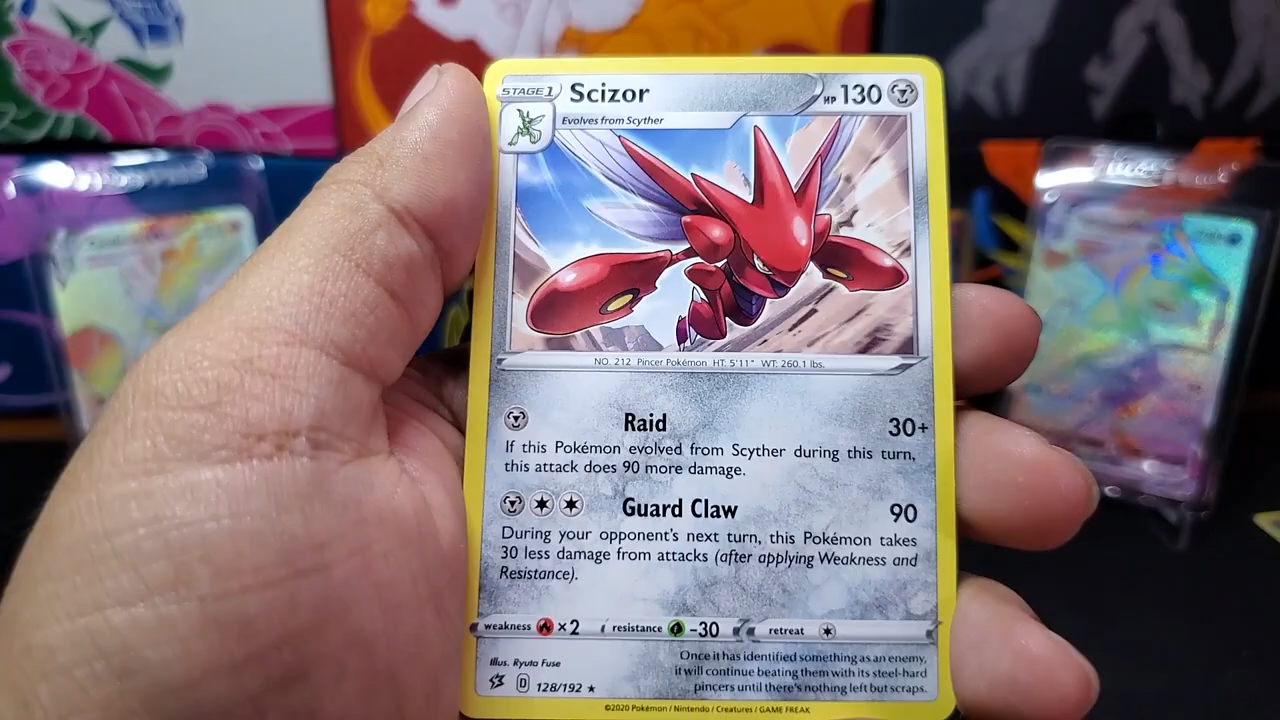 STAGE 1 Scizor HP 130
Evolves from Scyther
NO. 212 Pincer Pokémon HT: 5'11" WT: 260.1 lbs.
Raid 30+
If this Pokémon evolved from Scyther during this turn,
this attack does 90 more damage.
Guard Claw 90
During your opponent's next turn, this Pokémon takes
30 less damage from attacks (after applying Weakness and
Resistance).
weakness ×2 resistance -30 retreat
Illus. Ryuta Fuse
Once it has identified something as an enemy,
it will continue beating them with its steel-hard
pincers until there's nothing left but scraps.
D 128/192 ★
©2020 Pokémon / Nintendo / Creatures / GAME FREAK